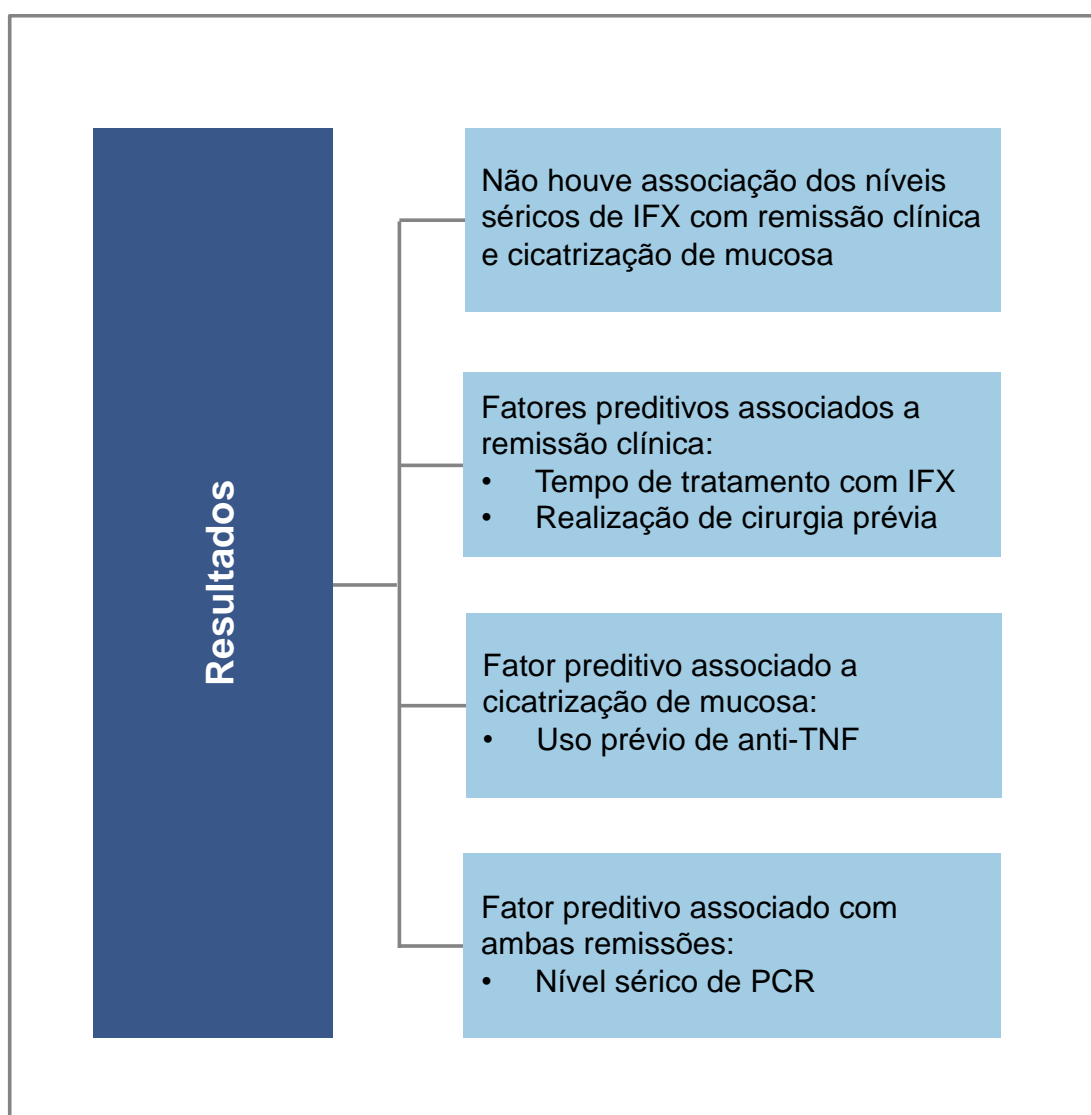 Resultados
Não houve associação dos níveis
séricos de IFX com remissão clínica
e cicatrização de mucosa
Fatores preditivos associados a
remissão clínica:
• Tempo de tratamento com IFX
• Realização de cirurgia prévia
Fator preditivo associado a
cicatrização de mucosa:
• Uso prévio de anti-TNF
Fator preditivo associado com
ambas remissões:
• Nível sérico de PCR